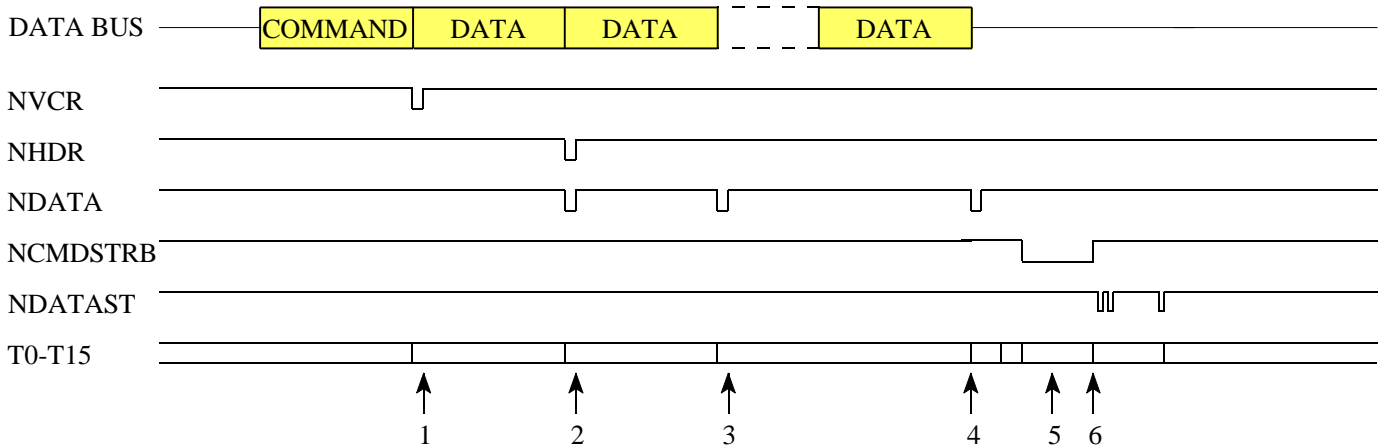 DATA BUS COMMAND DATA DATA DATA
NVCR
NHDR
NDATA
NCMDSTRB
NDATAST
T0-T15
1 2 3 4 5 6